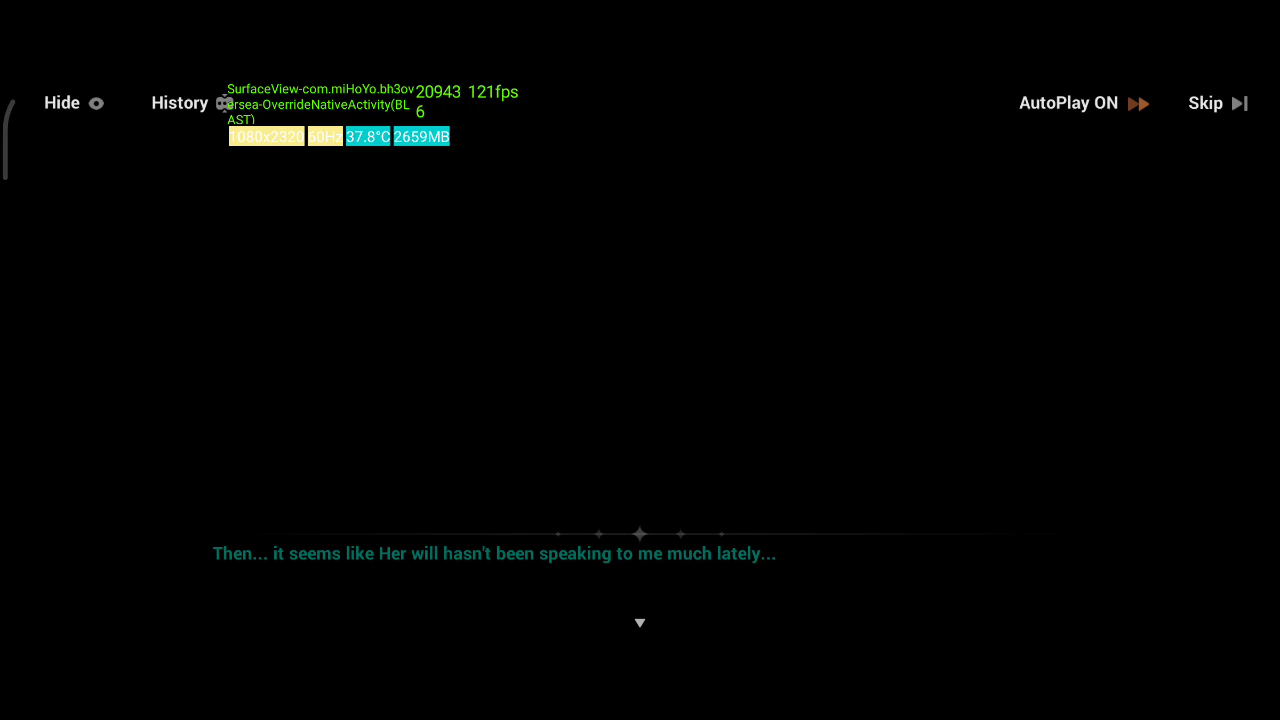 Hide
History
SurfaceView-com.miHoYo.bh3ov
ersea-OverrideNativeActivity(BL
AST)
20943 121fps
6
1080x2320 60Hz 37.8°C 2659MB
AutoPlay ON
Skip
Then... it seems like Her will hasn't been speaking to me much lately...